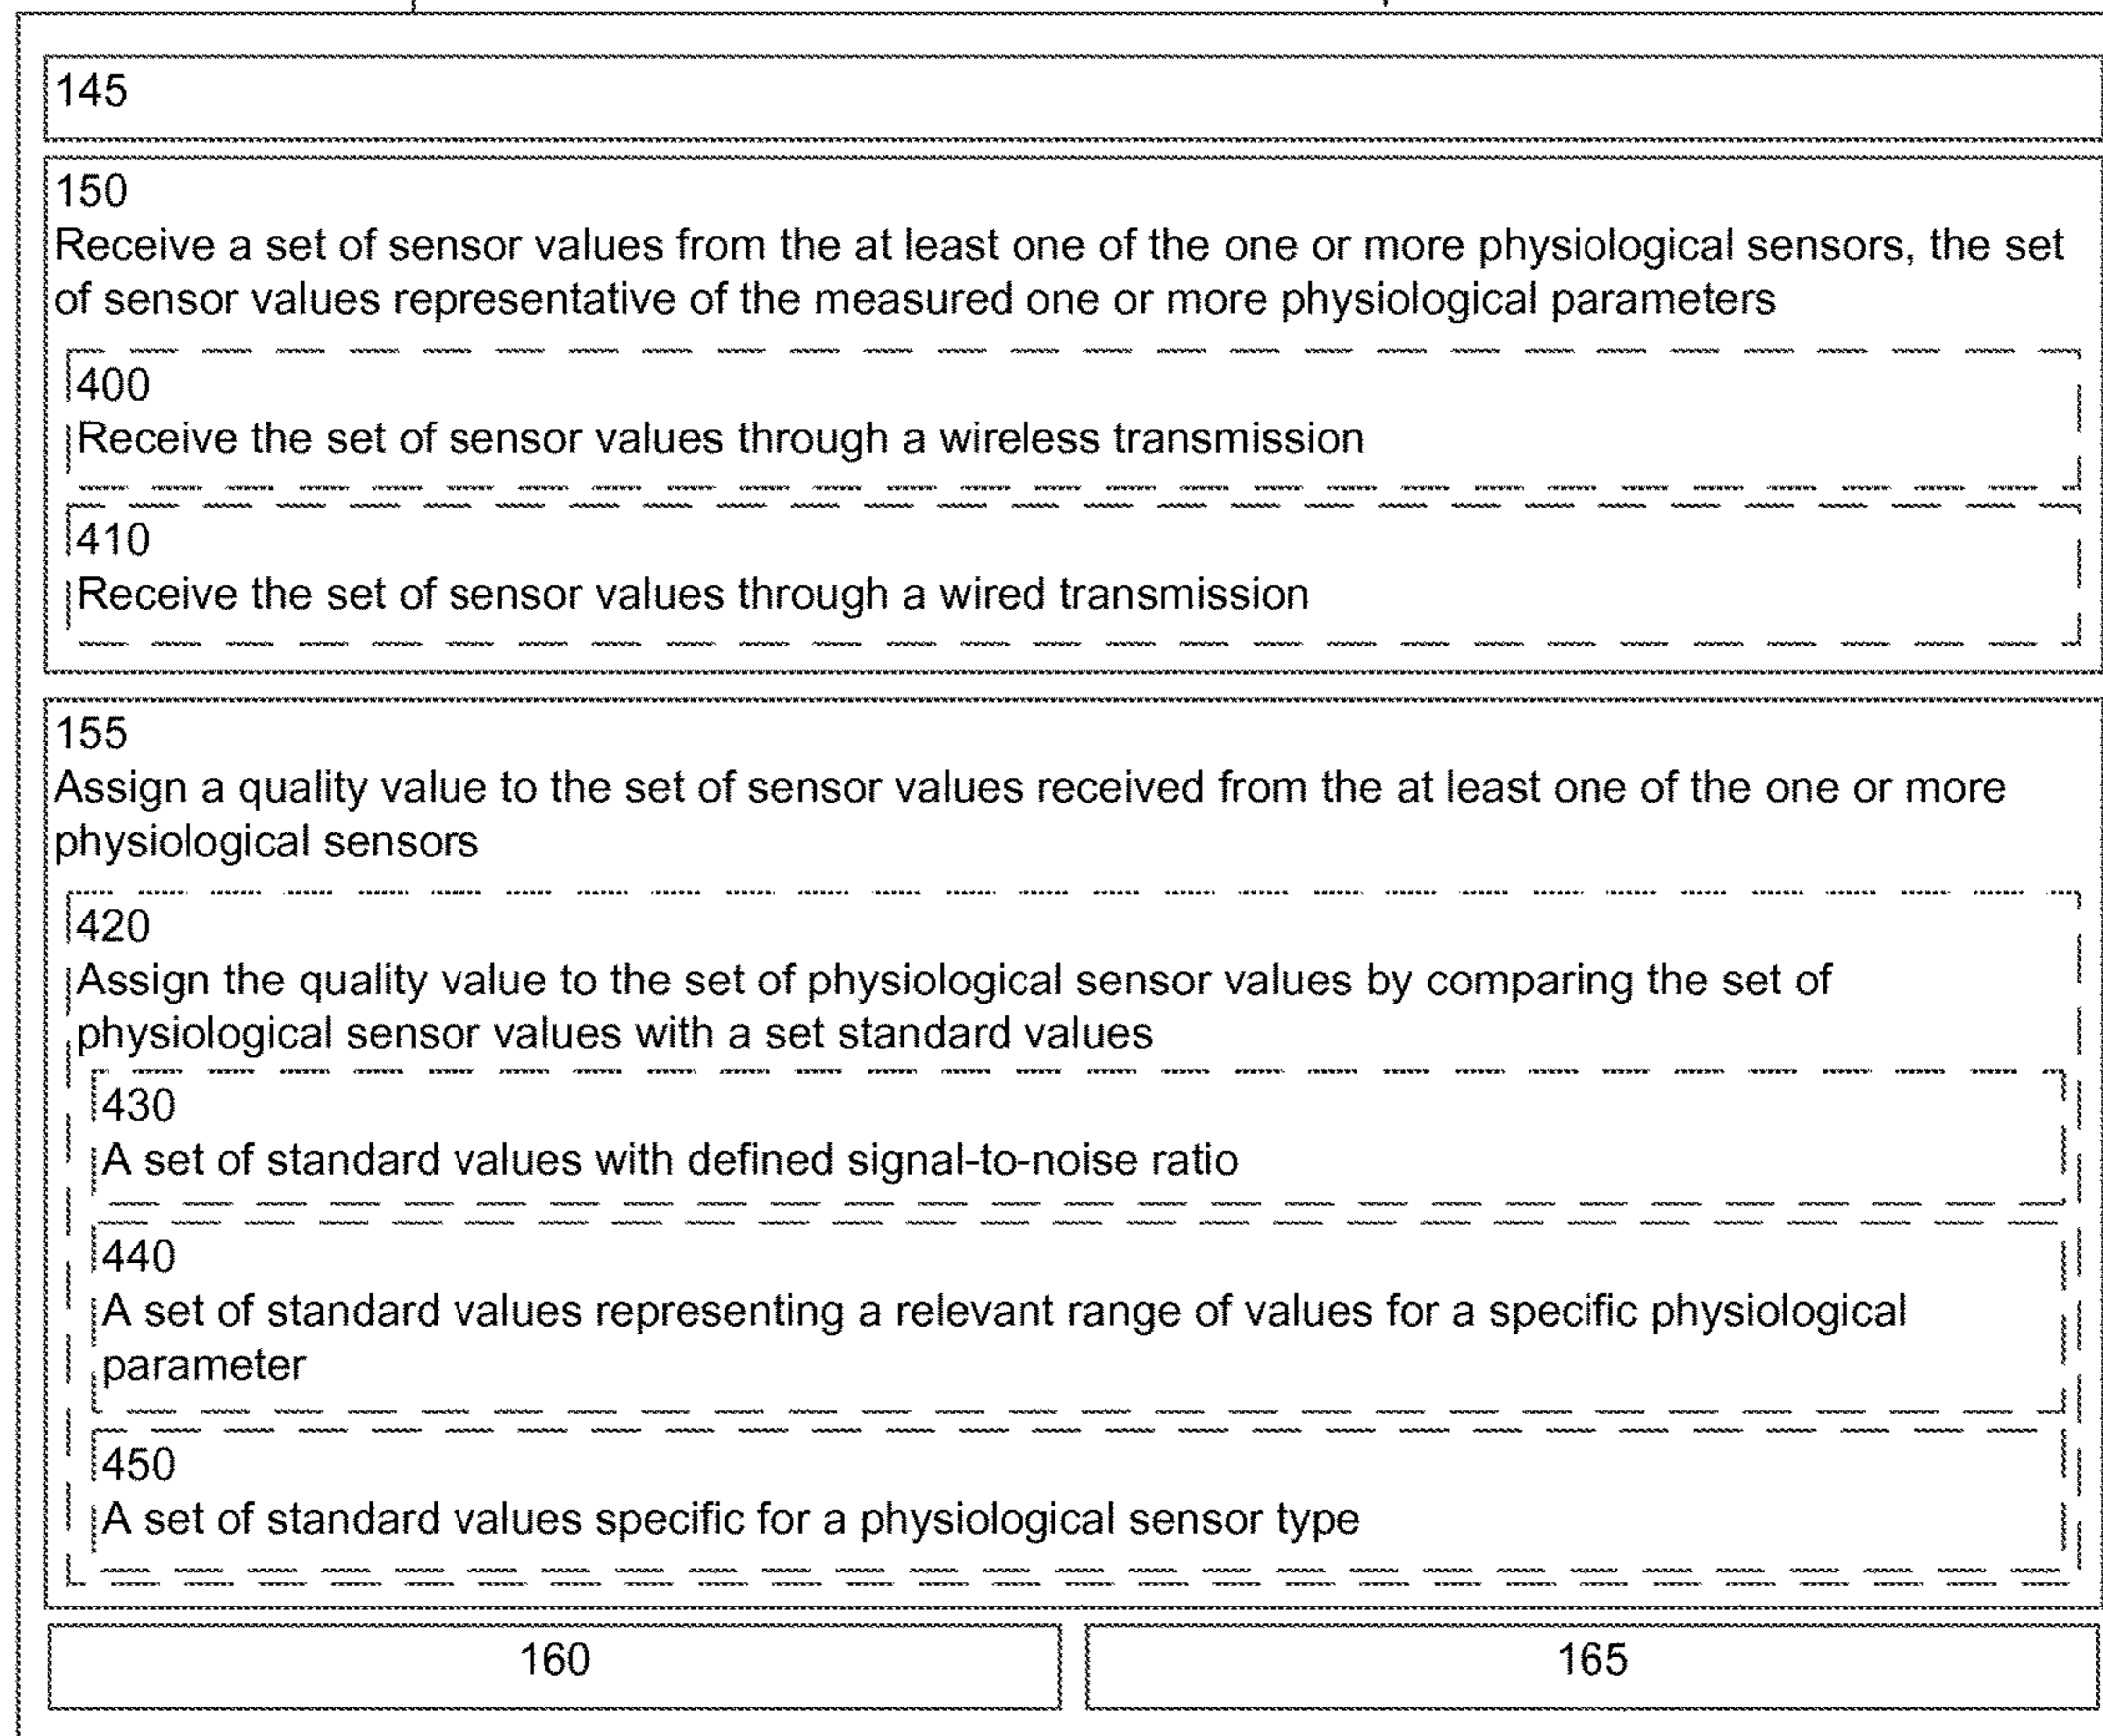 145
150
Receive a set of sensor values from the at least one of the one or more physiological sensors, the set
of sensor values representative of the measured one or more physiological parameters
400
Receive the set of sensor values through a wireless transmission
410
Receive the set of sensor values through a wired transmission
155
Assign a quality value to the set of sensor values received from the at least one of the one or more
physiological sensors
420
Assign the quality value to the set of physiological sensor values by comparing the set of
physiological sensor values with a set standard values
430
A set of standard values with defined signal-to-noise ratio
440
A set of standard values representing a relevant range of values for a specific physiological
parameter
450
A set of standard values specific for a physiological sensor type
160
165